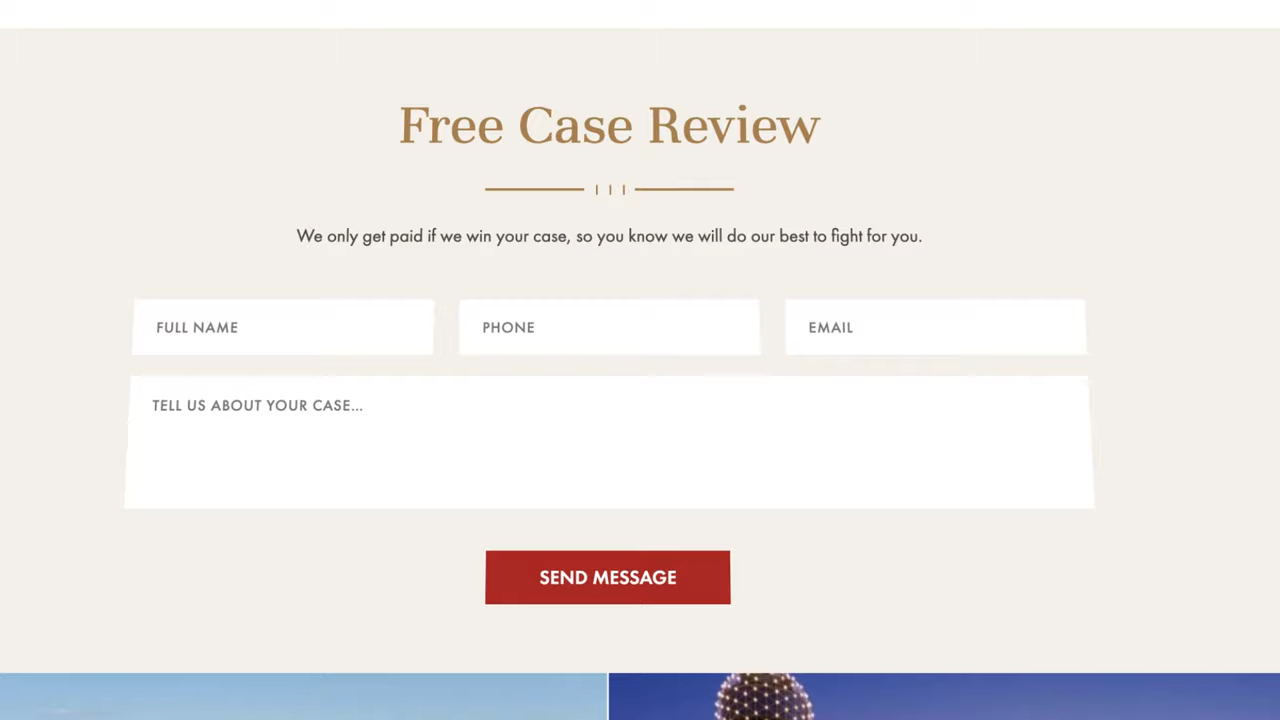 Free Case Review
We only get paid if we win your case, so you know we will do our best to fight for you.
FULL NAME
PHONE
EMAIL
TELL US ABOUT YOUR CASE...
SEND MESSAGE